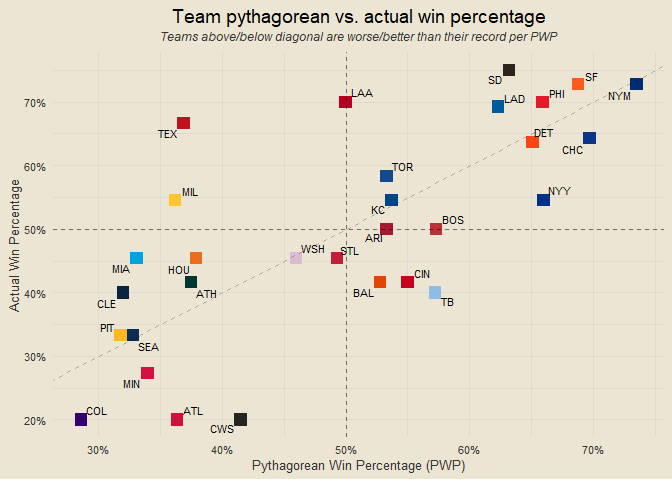 Team pythagorean vs. actual win percentage
Teams above/below diagonal are worse/better than their record per PWP
SD
SF
NYM
LAA
LAD
PHI
70%
TEX
DET
CHC
TOR
MIL
NYY
60%
KC
BOS
50%
ARI
WSH
STL
MIA
HOU
CIN
ATH
BAL
TB
40%
CLE
PIT
SEA
30%
MIN
COL
ATL
CWS
20%
Actual Win Percentage
30%
40%
50%
60%
70%
Pythagorean Win Percentage (PWP)